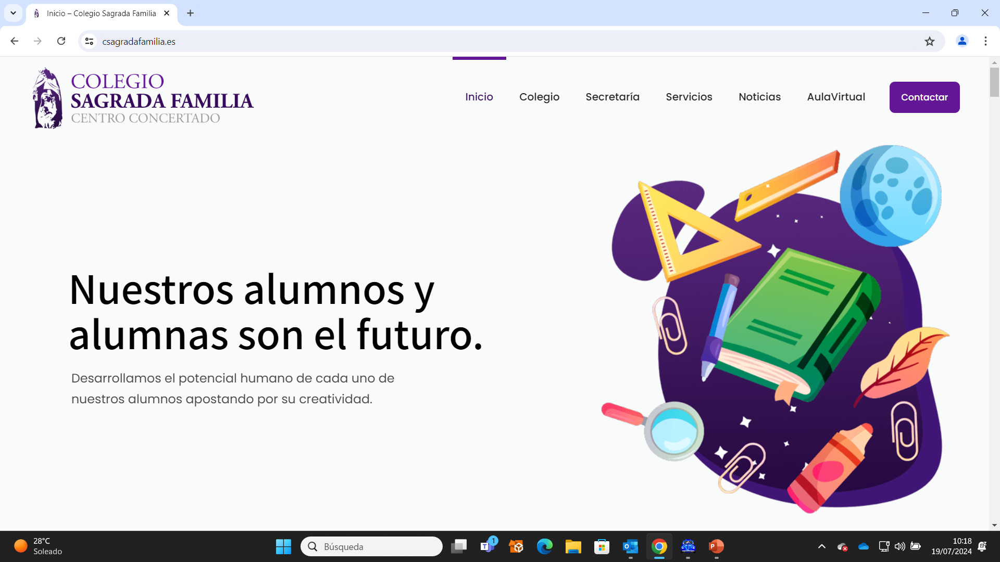 Inicio – Colegio Sagrada Familia
csagradafamilia.es
COLEGIO
SAGRADA FAMILIA
CENTRO CONCERTADO
Inicio Colegio Secretaría Servicios Noticias AulaVirtual Contactar
Nuestros alumnos y
alumnas son el futuro.
Desarrollamos el potencial humano de cada uno de
nuestros alumnos apostando por su creatividad.
28°C
Soleado
Búsqueda
1
10:18
19/07/2024